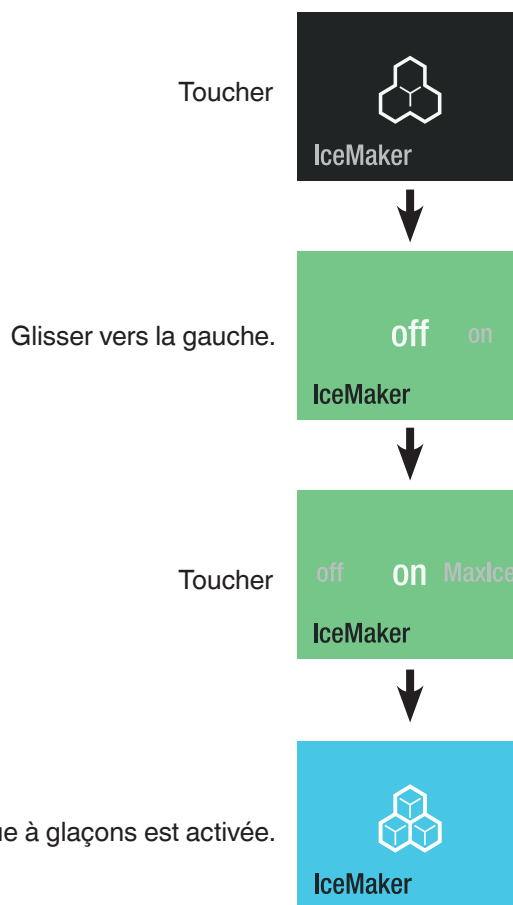 Toucher
IceMaker
Glisser vers la gauche.
off on
IceMaker
Toucher
off on MaxIce
IceMaker
à glaçons est activée.
IceMaker